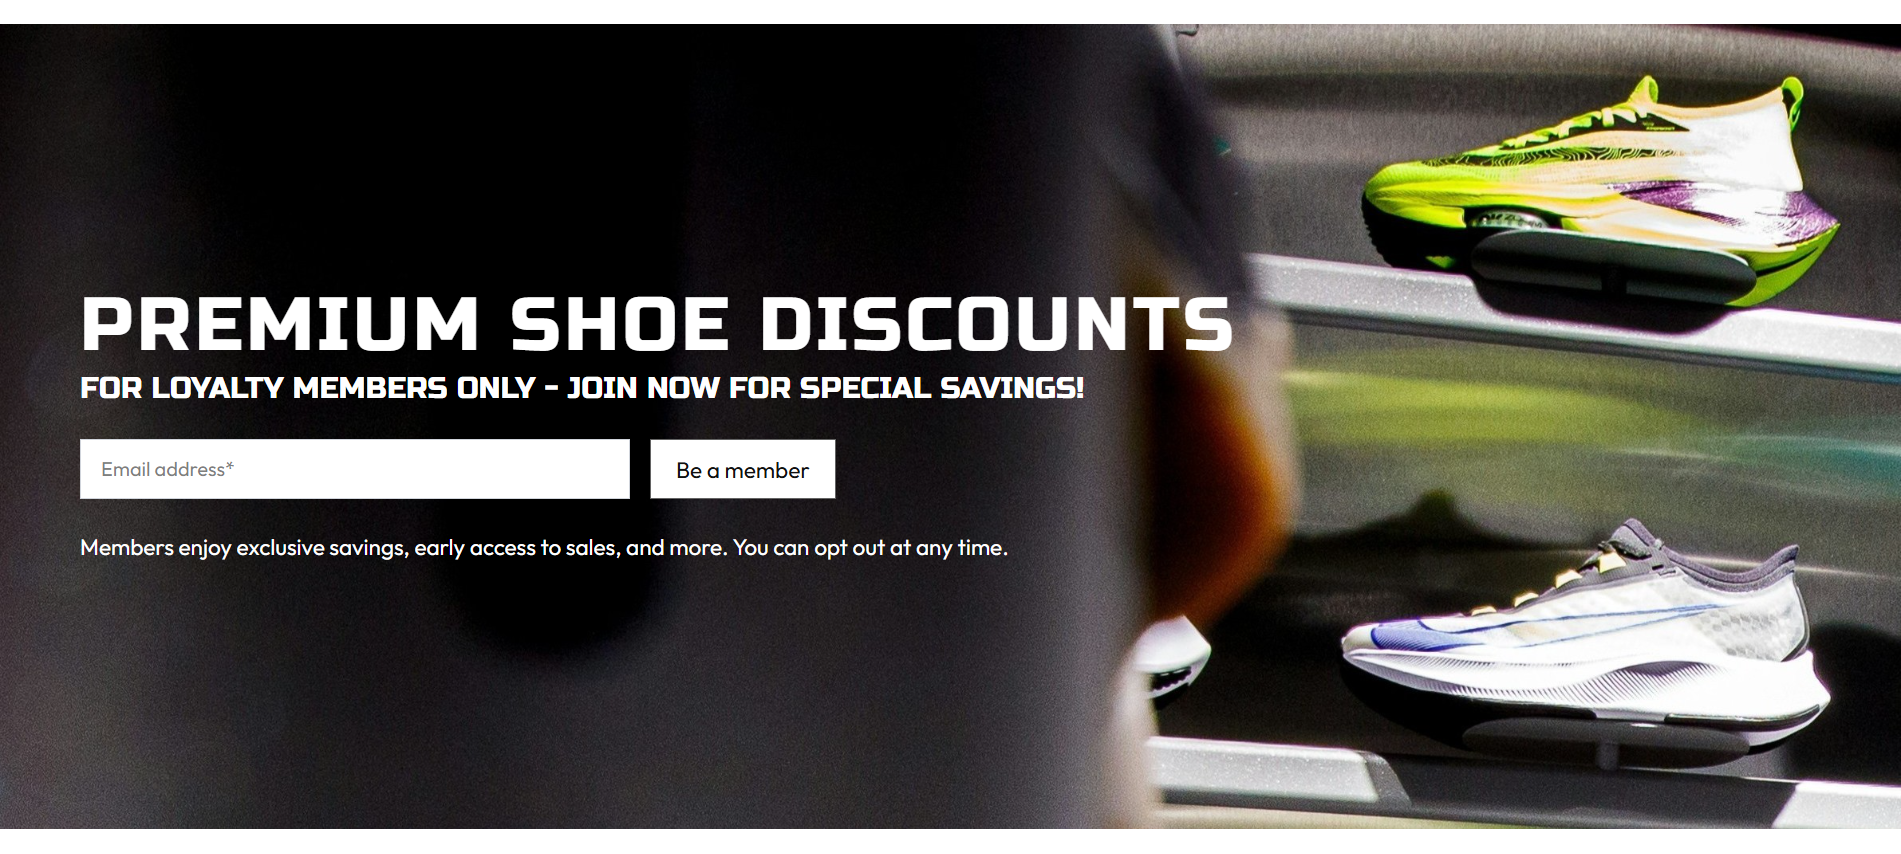 PREMIUM SHOE DISCOUNTS
FOR LOYALTY MEMBERS ONLY - JOIN NOW FOR SPECIAL SAVINGS!
Email address*
Be a member
Members enjoy exclusive savings, early access to sales, and more. You can opt out at any time.